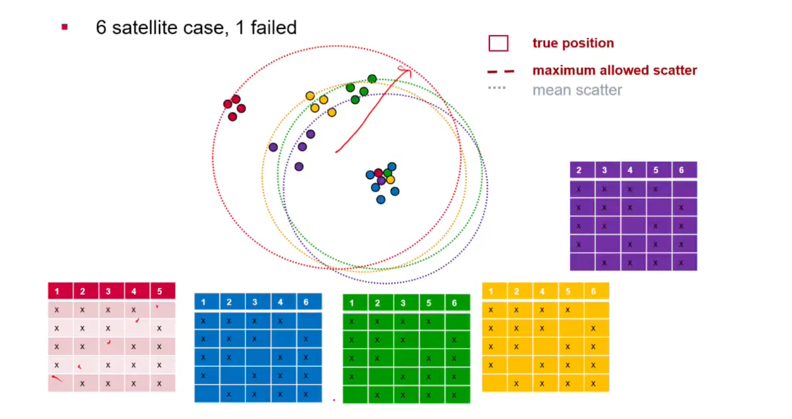 ▪ 6 satellite case, 1 failed
true position
maximum allowed scatter
mean scatter
2 3 4 5 6
x x x x
x x x x
x x x x
x x x x
x x x x
1 2 3 4 5
x x x x
x x x x
x x x x
x x x x
x x x x
1 2 3 4 6
x x x x
x x x x
x x x x
x x x x
x x x x
1 2 3 5 6
x x x x
x x x x
x x x x
x x x x
x x x x
1 2 4 5 6
x x x x
x x x x
x x x x
x x x x
x x x x